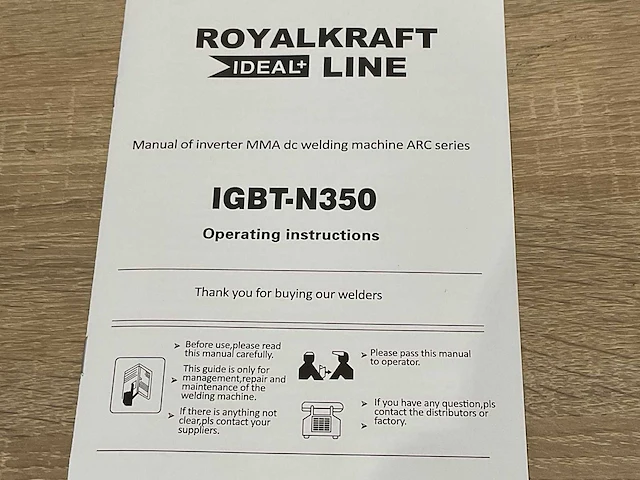 ROYALKRAFT
IDEAL+ LINE
Manual of inverter MMA dc welding machine ARC series
IGBT-N350
Operating instructions
Thank you for buying our welders
➢ Before use,please read
this manual carefully.
➢ This guide is only for
management,repair and
maintenance of the
welding machine.
➢ If there is anything not
clear,pls contact your
suppliers.
➢ Please pass this manual
to operator.
➢ If you have any question,pls
contact the distributors or
➢ factory.